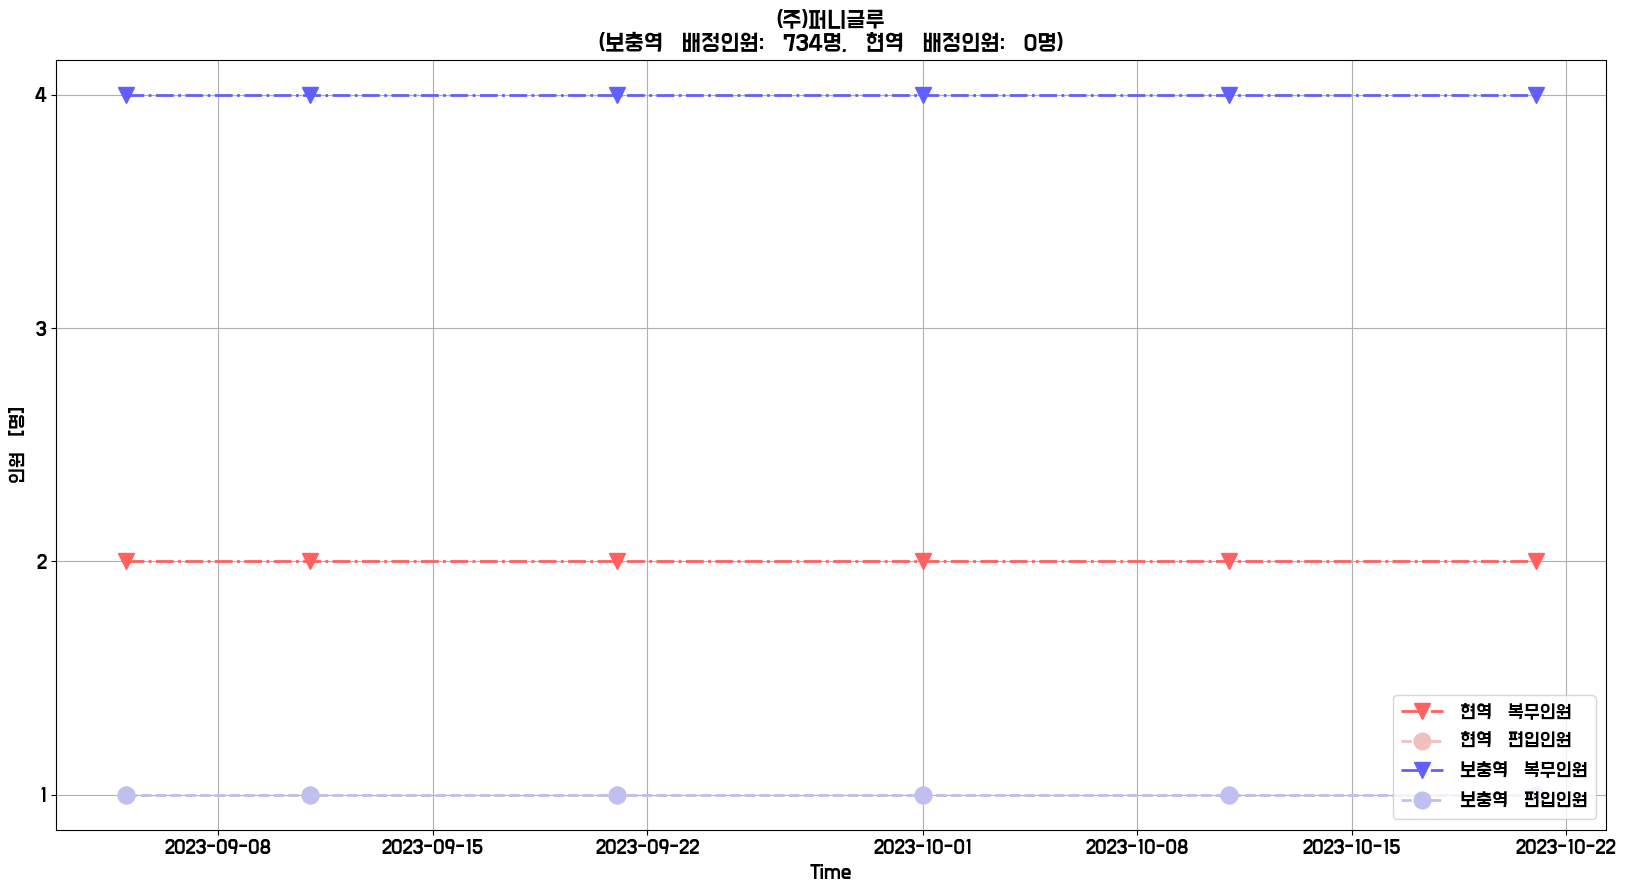 (주)퍼니글루
(보충역 배정인원: 734명, 현역 배정인원: 0명)
4
3
2
1
인원 [명]
현역 복무인원
현역 편입인원
보충역 복무인원
보충역 편입인원
2023-09-08 2023-09-15 2023-09-22 2023-10-01 2023-10-08 2023-10-15 2023-10-22
Time